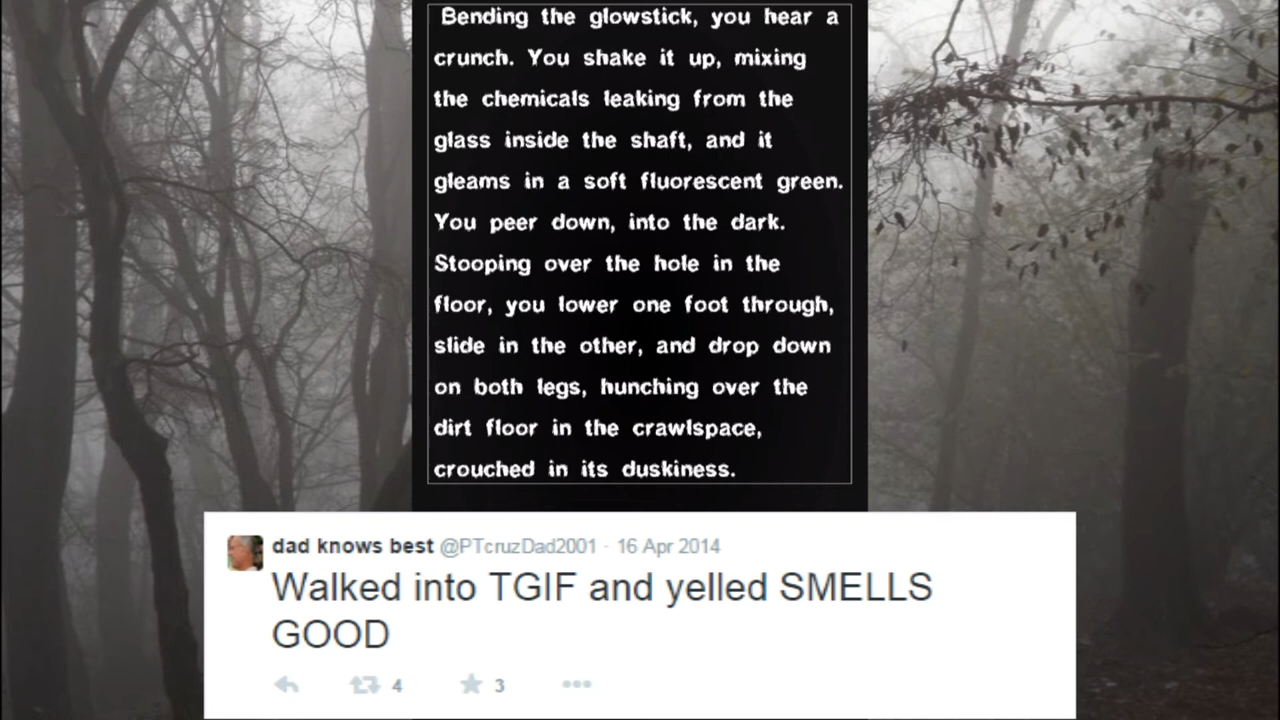 Bending the glowstick, you hear a
crunch. You shake it up, mixing
the chemicals leaking from the
glass inside the shaft, and it
gleams in a soft fluorescent green.
You peer down, into the dark.
Stooping over the hole in the
floor, you lower one foot through,
slide in the other, and drop down
on both legs, hunching over the
dirt floor in the crawlspace,
crouched in its duskiness.
dad knows best @PTcruzDad2001 · 16 Apr 2014
Walked into TGIF and yelled SMELLS
GOOD
4 3